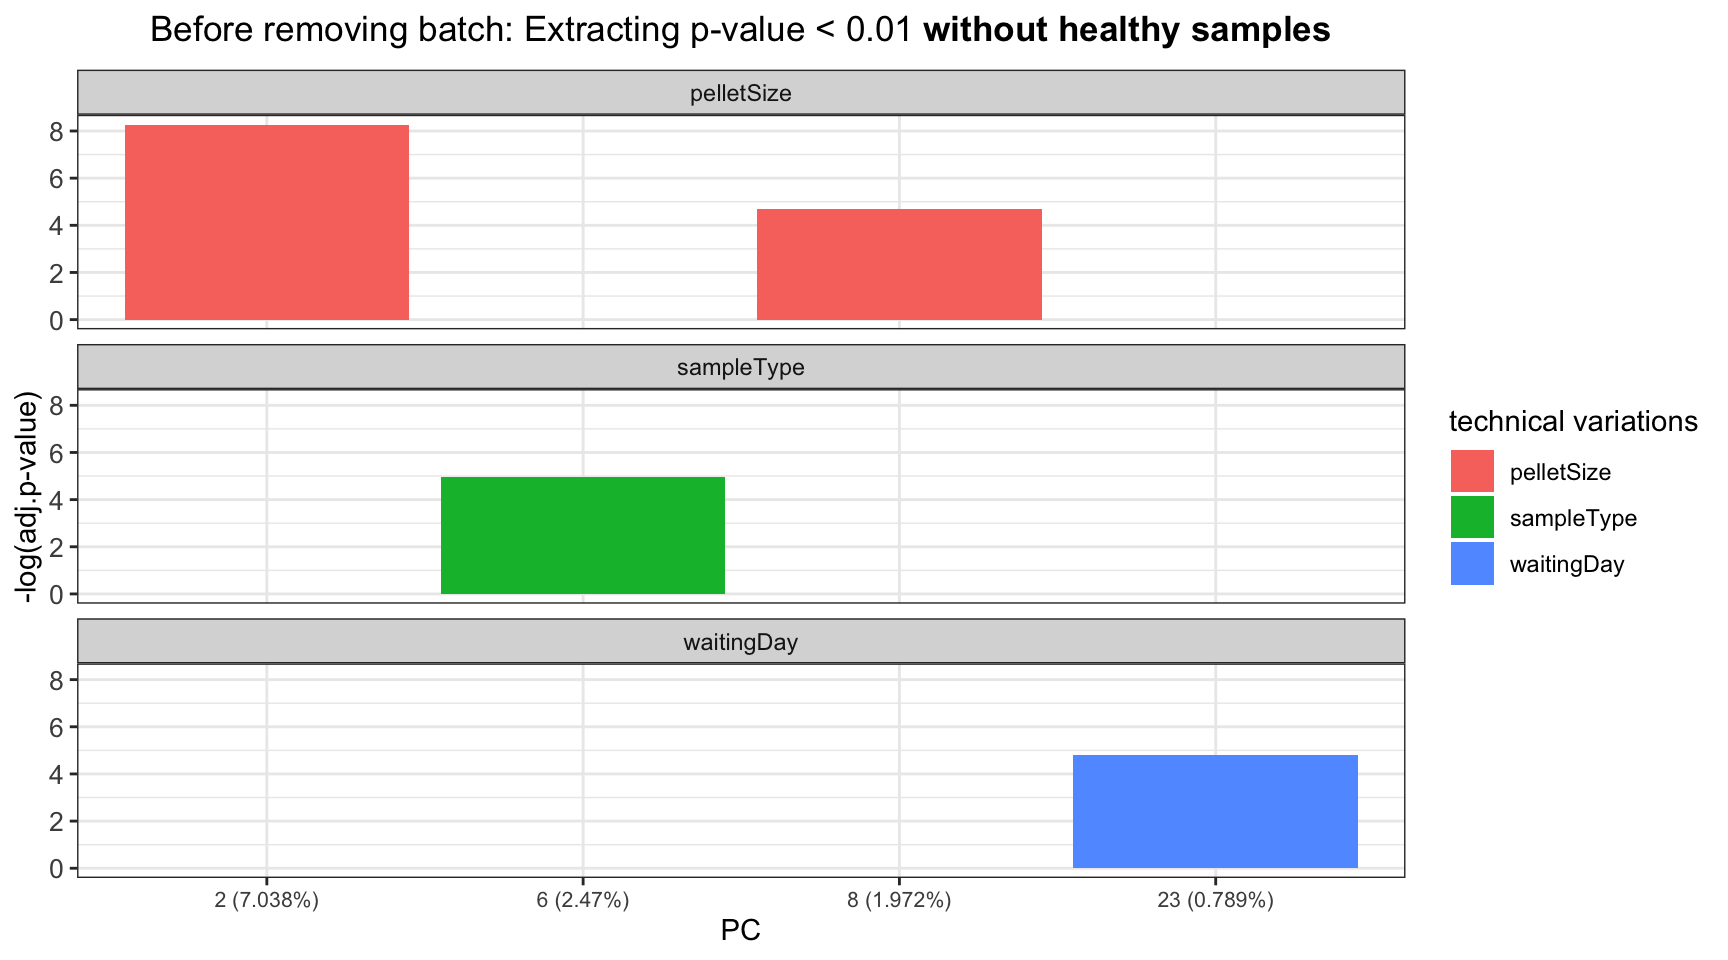 Before removing batch: Extracting p-value < 0.01 without healthy samples
pelletSize
8
6
4
2
0
sampleType
8
6
4
2
0
waitingDay
8
6
4
2
0
-log(adj.p-value)
2 (7.038%)
6 (2.47%)
8 (1.972%)
23 (0.789%)
PC
technical variations
pelletSize
sampleType
waitingDay